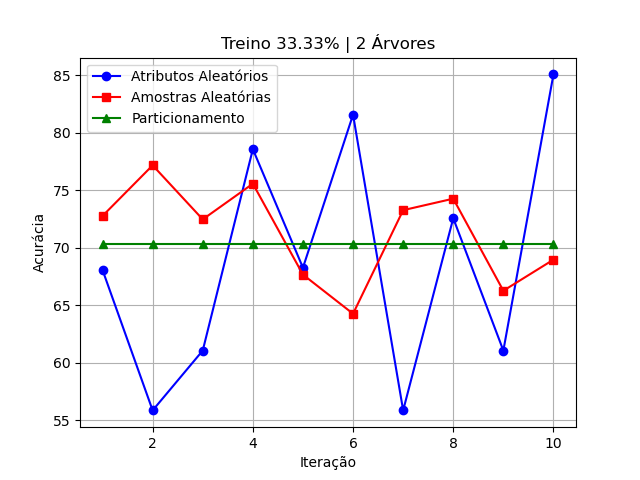 Treino 33.33% | 2 Árvores
Atributos Aleatórios
Amostras Aleatórias
Particionamento
Acurácia
85
80
75
70
65
60
55
2
4
6
8
10
Iteração